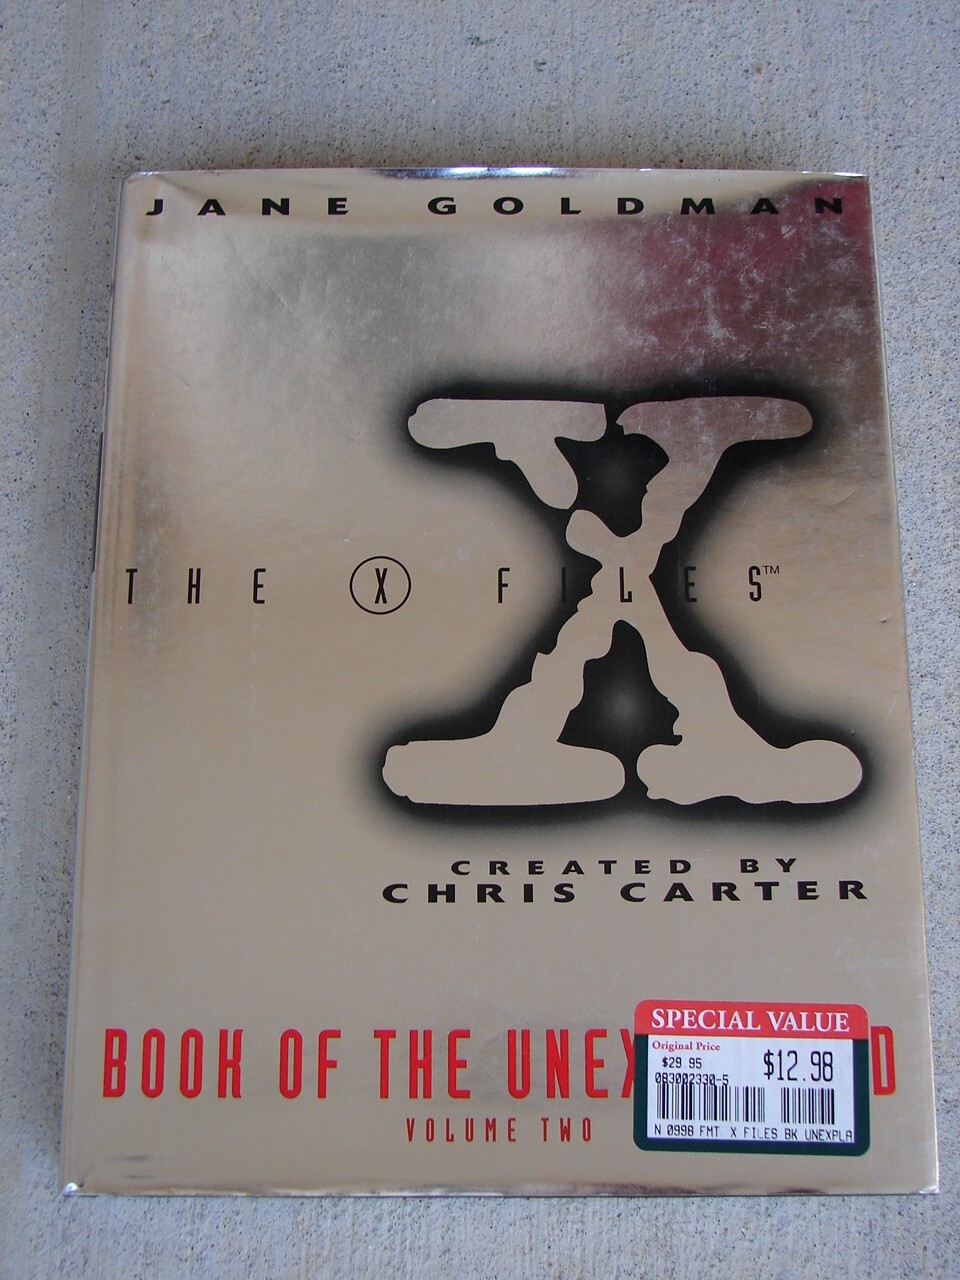 JANE GOLDMAN
THE X FILES™
CREATED BY
CHRIS CARTER
BOOK OF THE UNEX D
VOLUME TWO
SPECIAL VALUE
Original Price
$29.95
$12.98
083002330-5
N 0998 FMT X FILES BK UNEXPLA